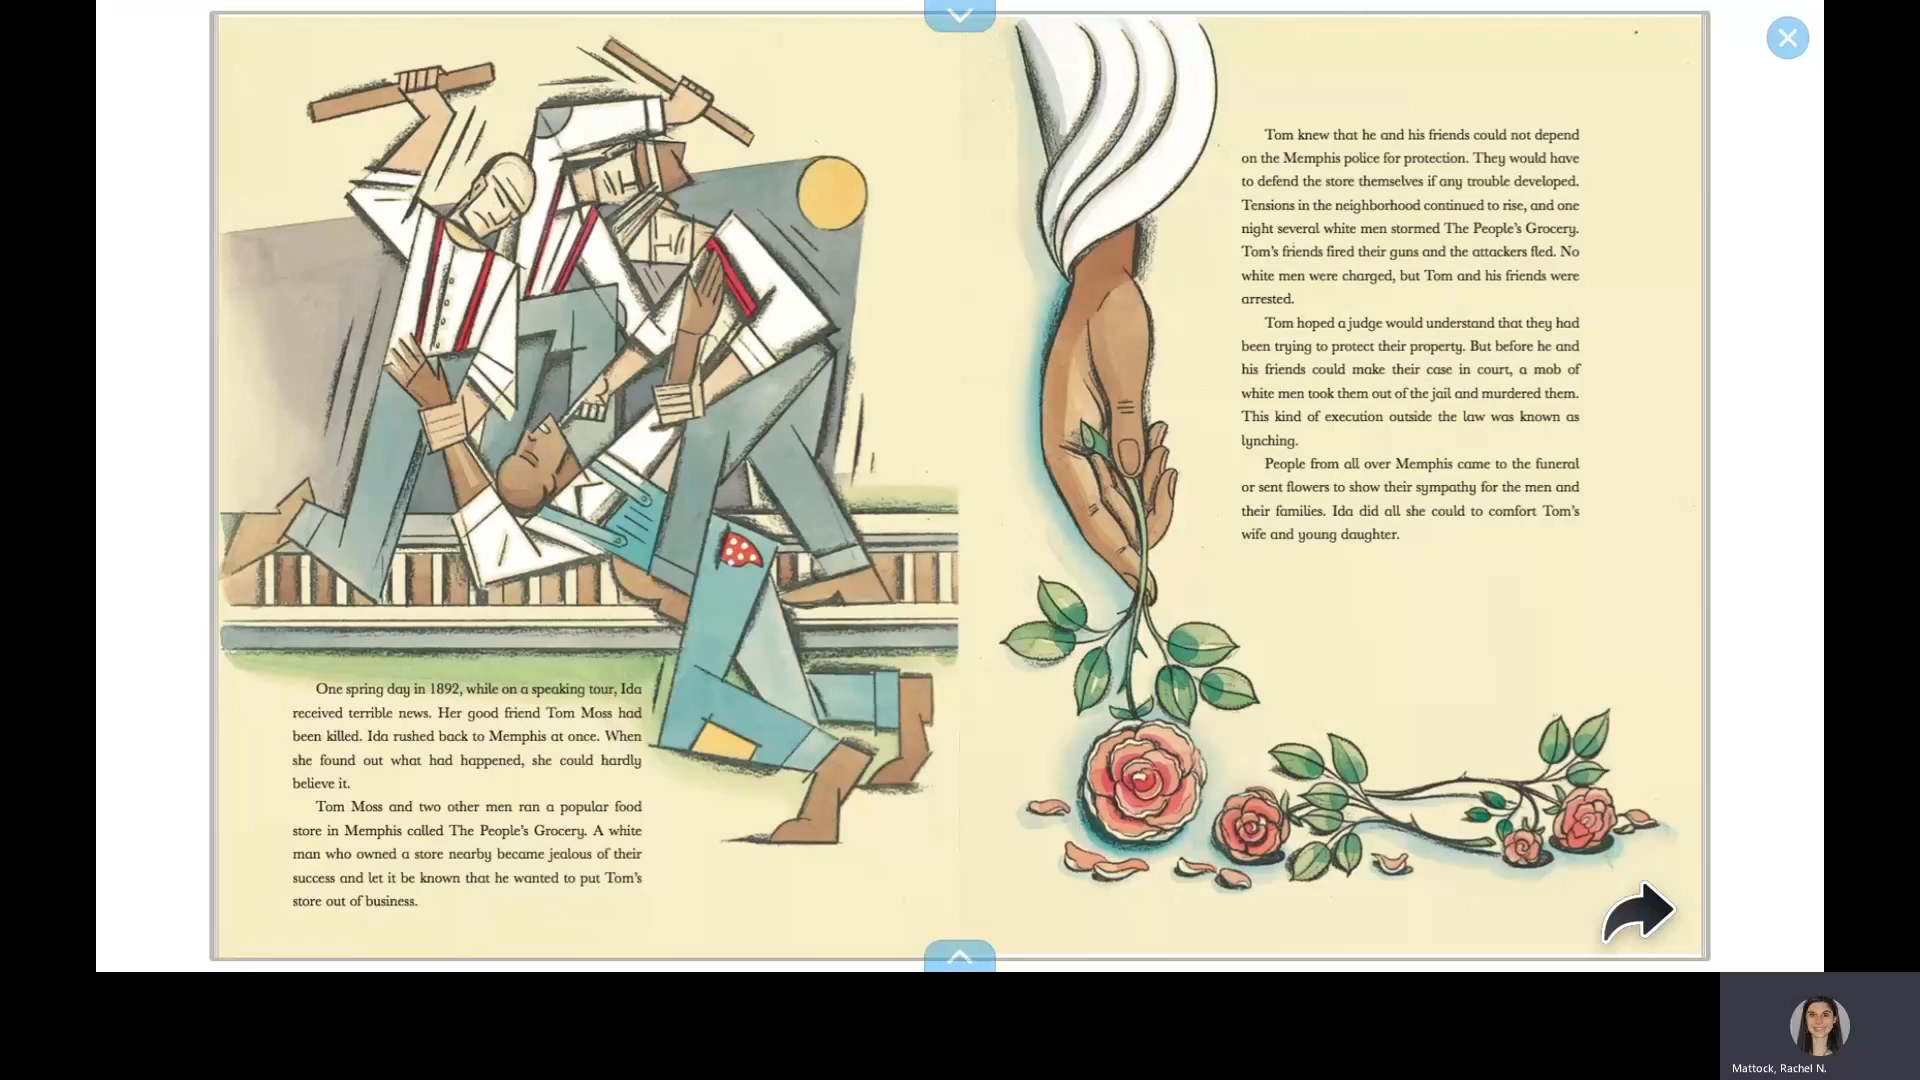 One spring day in 1892, while on a speaking tour, Ida
received terrible news. Her good friend Tom Moss had
been killed. Ida rushed back to Memphis at once. When
she found out what had happened, she could hardly
believe it.
Tom Moss and two other men ran a popular food
store in Memphis called The People's Grocery. A white
man who owned a store nearby became jealous of their
success and let it be known that he wanted to put Tom's
store out of business.
Tom knew that he and his friends could not depend
on the Memphis police for protection. They would have
to defend the store themselves if any trouble developed.
Tensions in the neighborhood continued to rise, and one
night several white men stormed The People's Grocery.
Tom's friends fired their guns and the attackers fled. No
white men were charged, but Tom and his friends were
arrested.
Tom hoped a judge would understand that they had
been trying to protect their property. But before he and
his friends could make their case in court, a mob of
white men took them out of the jail and murdered them.
This kind of execution outside the law was known as
lynching.
People from all over Memphis came to the funeral
or sent flowers to show their sympathy for the men and
their families. Ida did all she could to comfort Tom's
wife and young daughter.
Mattock, Rachel N.